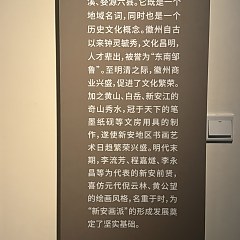 溪、婺源六县。它既是一个
地域名词，同时也是一个
历史文化概念。徽州自古
以来钟灵毓秀，文化昌明，
人才辈出，被誉为“东南邹
鲁”。至明清之际，徽州商
业兴盛，促进了文化繁荣。
加之黄山、白岳、新安江的
奇山秀水，冠于天下的笔
墨纸砚等文房用具的制
作，遂使新安地区书画艺
术日趋繁荣兴盛。明代末
期，李流芳、程嘉燧、李永
昌等为代表的新安前贤，
喜仿元代倪云林、黄公望
的绘画风格，名重于时，为
“新安画派”的形成发展奠
定了坚实基础。